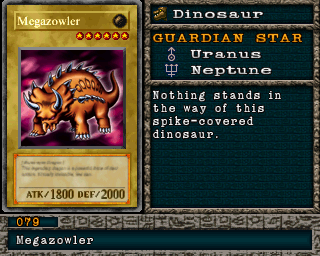 Megazowler
ATK/1800 DEF/2000
Dinosaur
GUARDIAN STAR
Uranus
Neptune
Nothing stands in
the way of this
spike-covered
dinosaur.
079
Megazowler